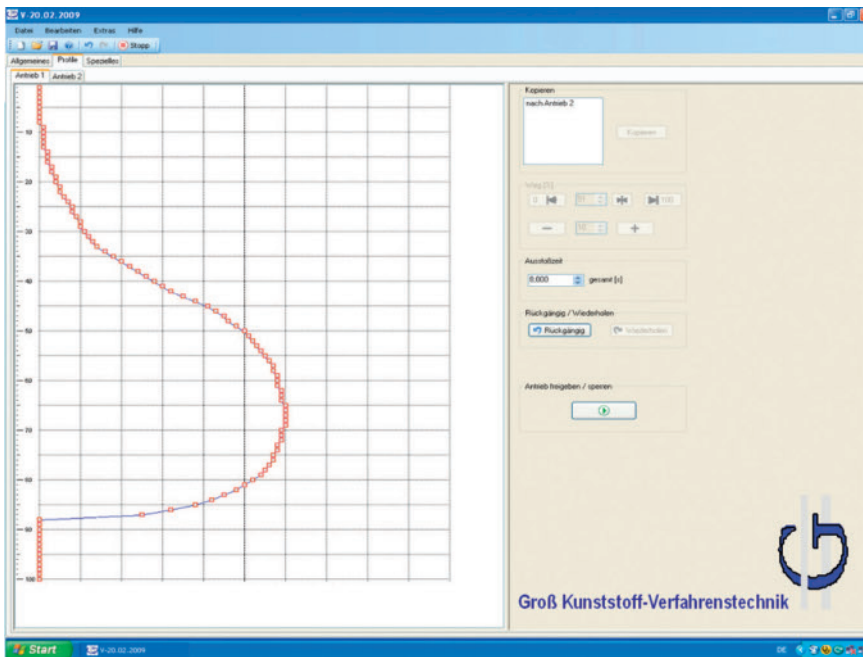 V-20.02.2009
Datei Bearbeiten Extras Hilfe
Stopp
Allgemeines Profile Spezielles
Antrieb 1 Antrieb 2
10
20
30
40
50
60
70
80
90
100
Kopieren
nach Antrieb 2
Kopieren
Weg [%]
0 100
Ausstoßzeit
8,000 gesamt [s]
Rückgängig / Wiederholen
Rückgängig Wiederholen
Antrieb freigeben / sperren
Groß Kunststoff-Verfahrenstechnik
Start V-20.02.2009 DE